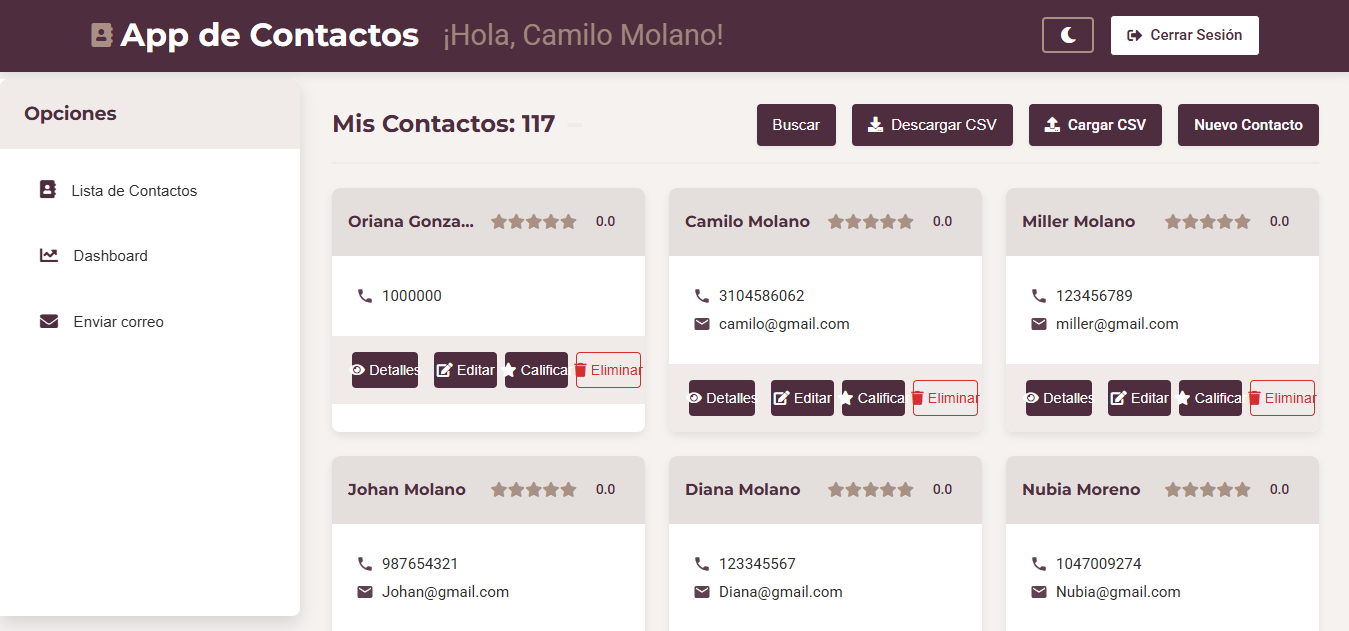 App de Contactos ¡Hola, Camilo Molano! Cerrar Sesión
Opciones
Lista de Contactos
Dashboard
Enviar correo
Mis Contactos: 117 Buscar Descargar CSV Cargar CSV Nuevo Contacto
Oriana Gonza... 0.0
1000000
Detalles Editar Califica Eliminar
Camilo Molano 0.0
3104586062
camilo@gmail.com
Detalles Editar Califica Eliminar
Miller Molano 0.0
123456789
miller@gmail.com
Detalles Editar Califica Eliminar
Johan Molano 0.0
987654321
Johan@gmail.com
Diana Molano 0.0
123345567
Diana@gmail.com
Nubia Moreno 0.0
1047009274
Nubia@gmail.com